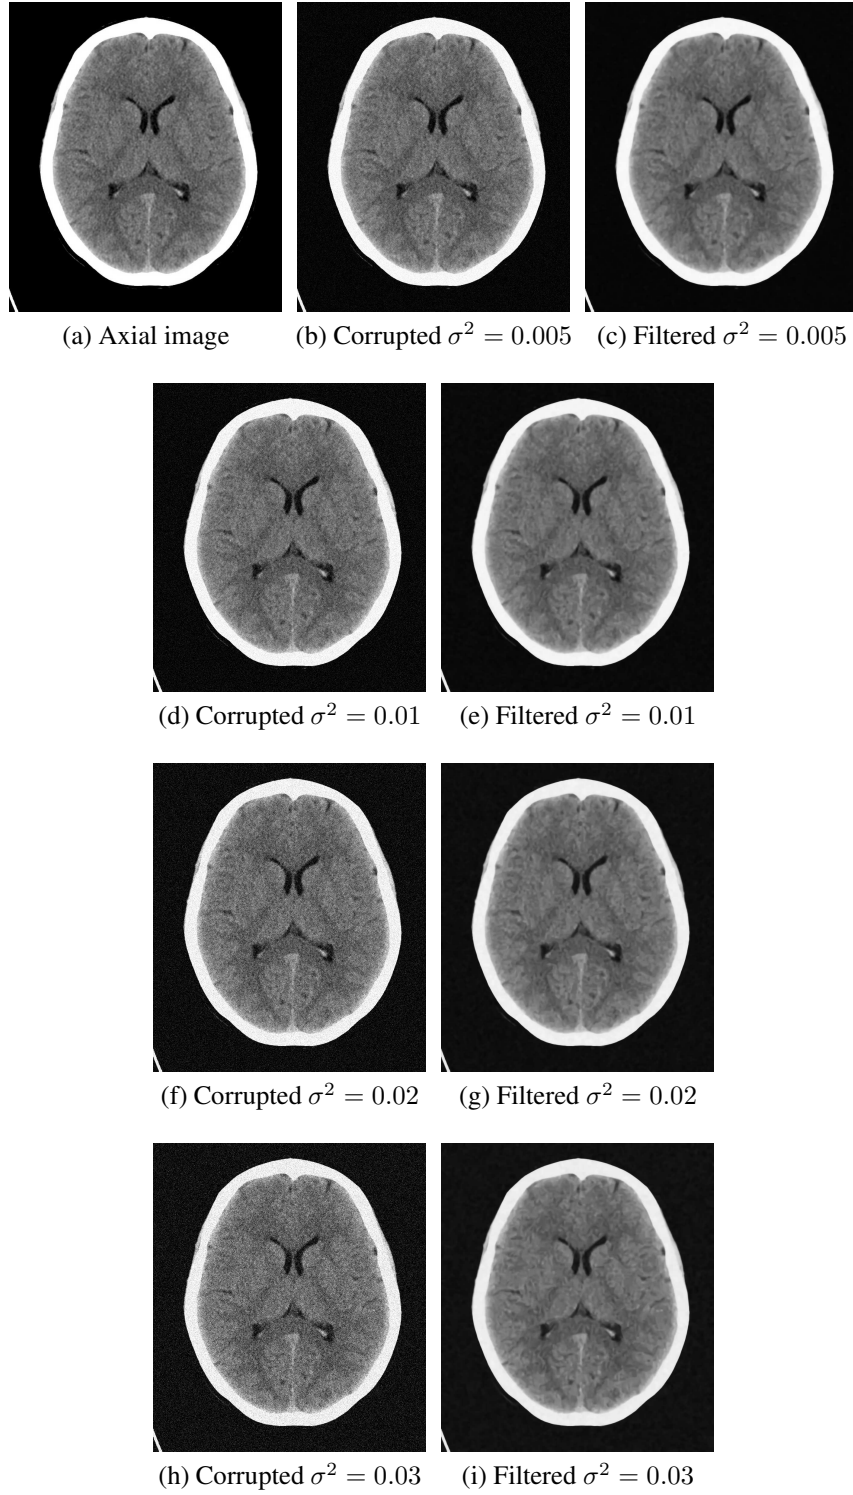 (a) Axial image
(b) Corrupted σ² = 0.005
(c) Filtered σ² = 0.005
(d) Corrupted σ² = 0.01
(e) Filtered σ² = 0.01
(f) Corrupted σ² = 0.02
(g) Filtered σ² = 0.02
(h) Corrupted σ² = 0.03
(i) Filtered σ² = 0.03